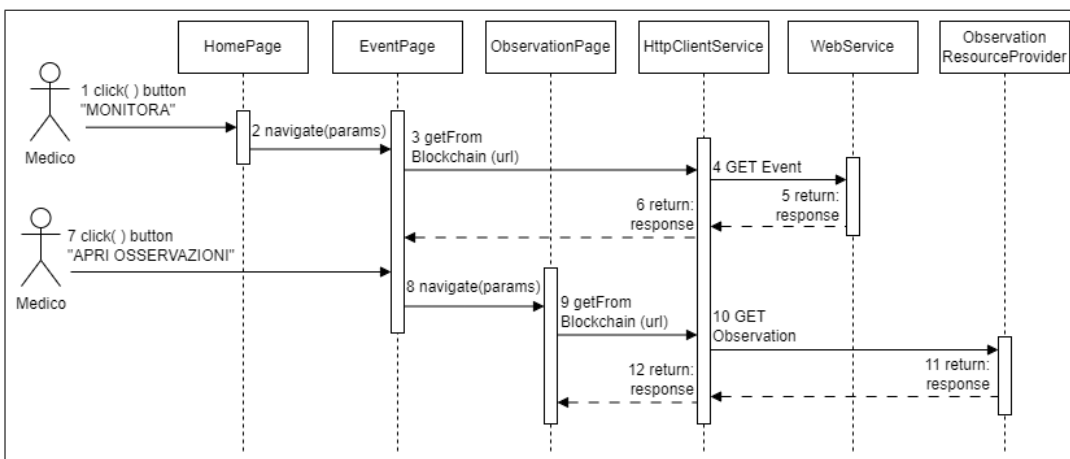 HomePage
EventPage
ObservationPage
HttpClientService
WebService
Observation
ResourceProvider
1 click( ) button
"MONITORA"
Medico
2 navigate(params)
3 getFrom
Blockchain (url)
4 GET Event
5 return:
response
6 return:
response
7 click( ) button
"APRI OSSERVAZIONI"
Medico
8 navigate(params)
9 getFrom
Blockchain (url)
10 GET
Observation
11 return:
response
12 return:
response